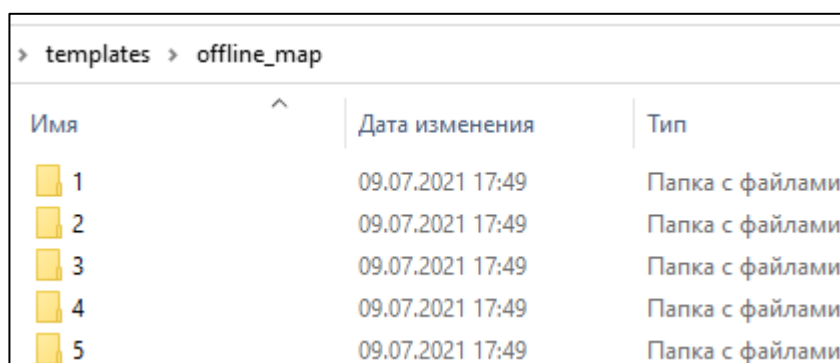 > templates > offline_map
Имя Дата изменения Тип
1 09.07.2021 17:49 Папка с файлами
2 09.07.2021 17:49 Папка с файлами
3 09.07.2021 17:49 Папка с файлами
4 09.07.2021 17:49 Папка с файлами
5 09.07.2021 17:49 Папка с файлами